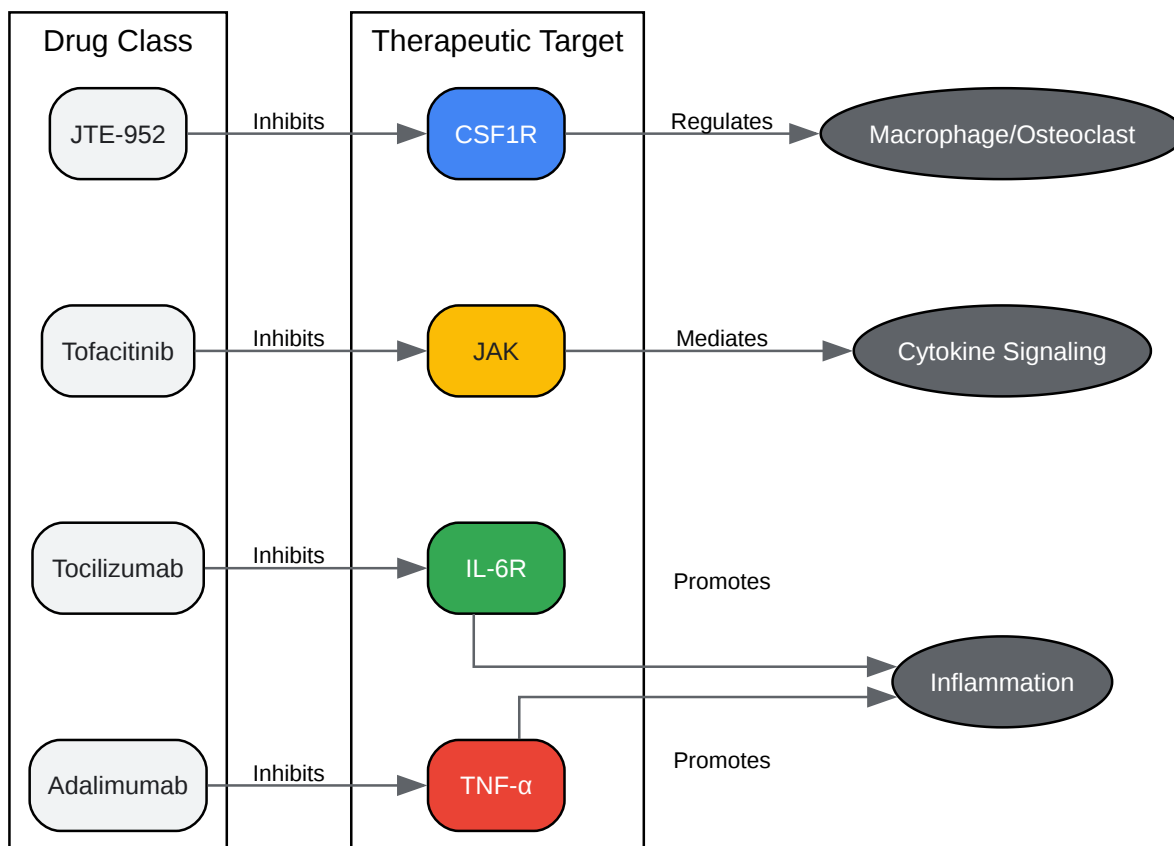 Drug Class
Therapeutic Target
JTE-952
Inhibits
CSF1R
Regulates
Macrophage/Osteoclast
Tofacitinib
Inhibits
JAK
Mediates
Cytokine Signaling
Tocilizumab
Inhibits
IL-6R
Promotes
Inflammation
Adalimumab
Inhibits
TNF-α
Promotes